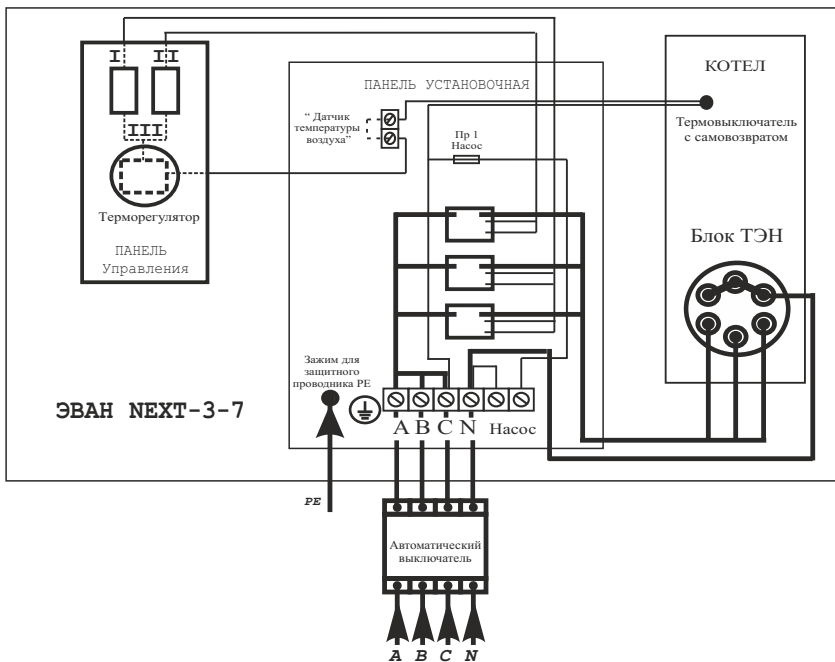 I II
III
Терморегулятор
ПАНЕЛЬ
Управления
ПАНЕЛЬ УСТАНОВОЧНАЯ
“ Датчик
температуры
воздуха”
Пр 1
Насос
КОТЕЛ
Термовыключатель
с самовозвратом
Блок ТЭН
Зажим для
защитного
проводника PE
ЭВАН NEXT-3-7
A B C N Насос
PE
Автоматический
выключатель
A B C N